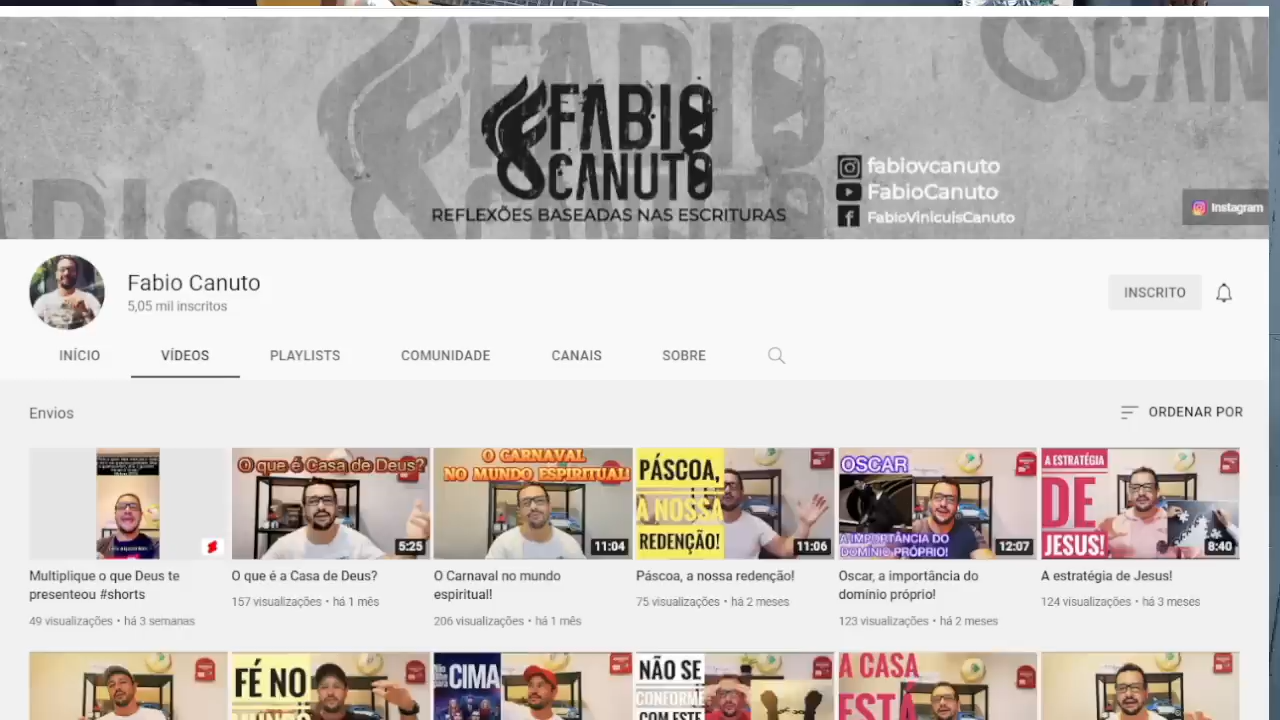 FABIO
CANUTO
REFLEXÕES BASEADAS NAS ESCRITURAS
fabiovcanuto
FabioCanuto
FabioVinicuisCanuto
Instagram
Fabio Canuto
5,05 mil inscritos
INSCRITO
INÍCIO
VÍDEOS
PLAYLISTS
COMUNIDADE
CANAIS
SOBRE
Envios
ORDENAR POR
O que é Casa de Deus?
5:25
O CARNAVAL
NO MUNDO ESPIRITUAL
11:04
PÁSCOA,
A NOSSA
REDENÇÃO!
11:06
OSCAR
A IMPORTÂNCIA DO
DOMÍNIO PRÓPRIO!
12:07
A ESTRATÉGIA
DE
JESUS!
8:40
Multiplique o que Deus te
presenteou #shorts
49 visualizações • há 3 semanas
O que é a Casa de Deus?
157 visualizações • há 1 mês
O Carnaval no mundo
espiritual!
206 visualizações • há 1 mês
Páscoa, a nossa redenção!
75 visualizações • há 2 meses
Oscar, a importância do
domínio próprio!
123 visualizações • há 2 meses
A estratégia de Jesus!
124 visualizações • há 3 meses
FÉ NO
CIMA
NÃO SE
CONFORME
COM ESTE
A CASA
ESTÁ